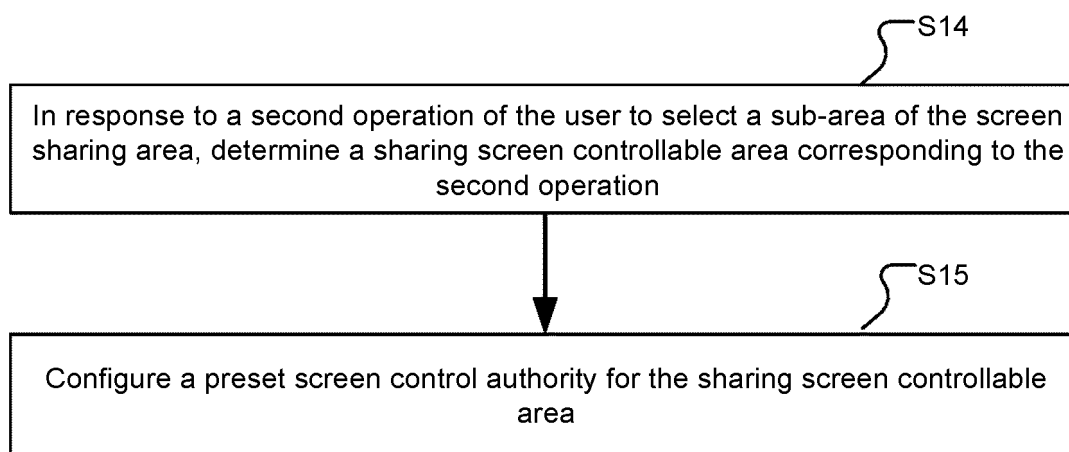 S14
In response to a second operation of the user to select a sub-area of the screen
sharing area, determine a sharing screen controllable area corresponding to the
second operation
S15
Configure a preset screen control authority for the sharing screen controllable
area